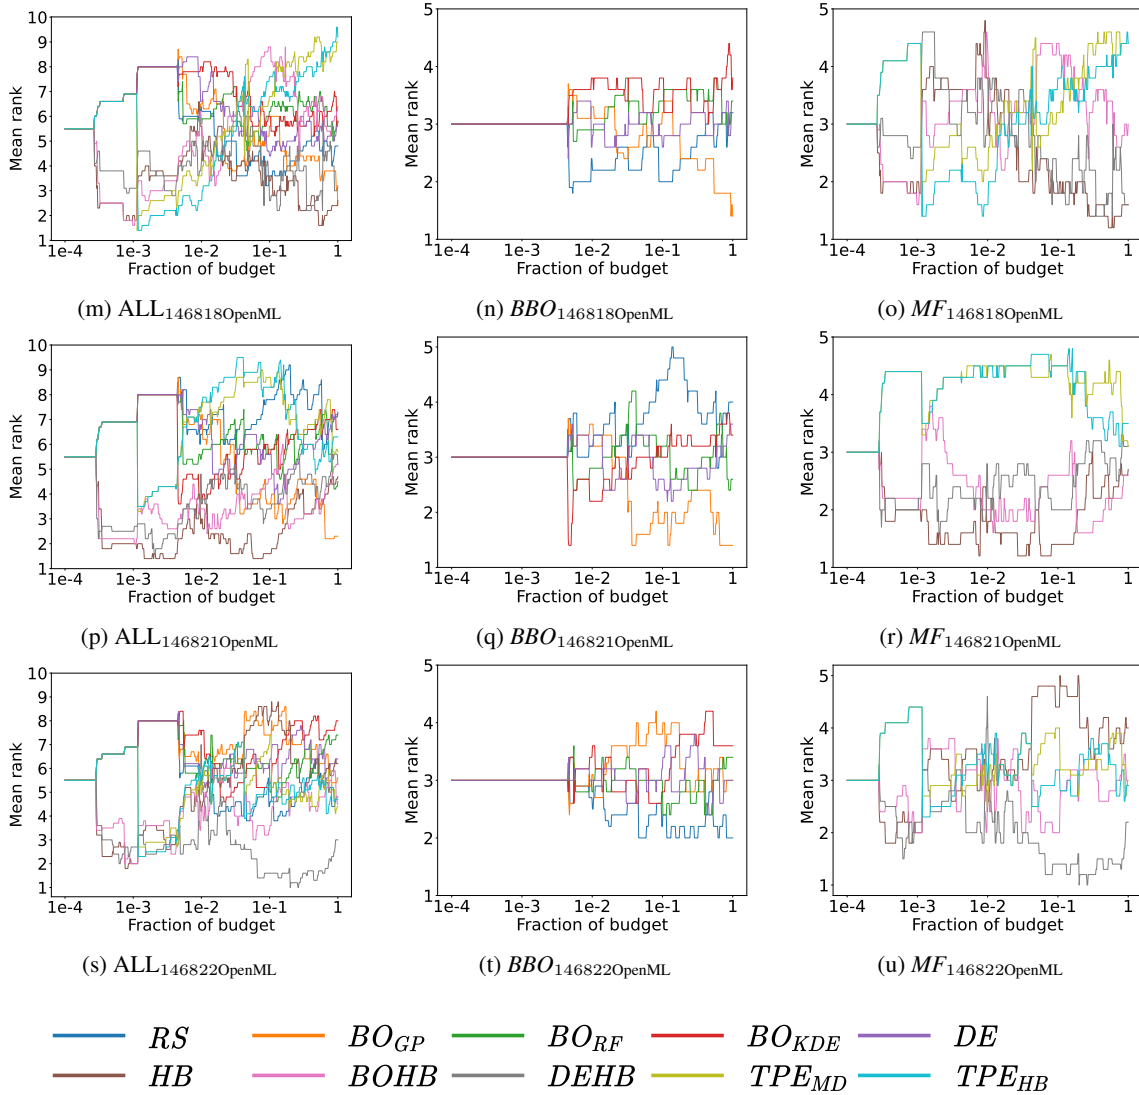 10
9
8
7
6
5
4
3
2
1
Mean rank
1e-4 1e-3 1e-2 1e-1 1
Fraction of budget
(m) ALL146818OpenML
5
4
3
2
1
Mean rank
1e-4 1e-3 1e-2 1e-1 1
Fraction of budget
(n) BBO146818OpenML
5
4
3
2
1
Mean rank
1e-4 1e-3 1e-2 1e-1 1
Fraction of budget
(o) MF146818OpenML
10
9
8
7
6
5
4
3
2
1
Mean rank
1e-4 1e-3 1e-2 1e-1 1
Fraction of budget
(p) ALL146821OpenML
5
4
3
2
1
Mean rank
1e-4 1e-3 1e-2 1e-1 1
Fraction of budget
(q) BBO146821OpenML
5
4
3
2
1
Mean rank
1e-4 1e-3 1e-2 1e-1 1
Fraction of budget
(r) MF146821OpenML
10
9
8
7
6
5
4
3
2
1
Mean rank
1e-4 1e-3 1e-2 1e-1 1
Fraction of budget
(s) ALL146822OpenML
5
4
3
2
1
Mean rank
1e-4 1e-3 1e-2 1e-1 1
Fraction of budget
(t) BBO146822OpenML
5
4
3
2
1
Mean rank
1e-4 1e-3 1e-2 1e-1 1
Fraction of budget
(u) MF146822OpenML
RS BOGP BORF BOKDE DE
HB BOHB DEHB TPEMD TPEHB